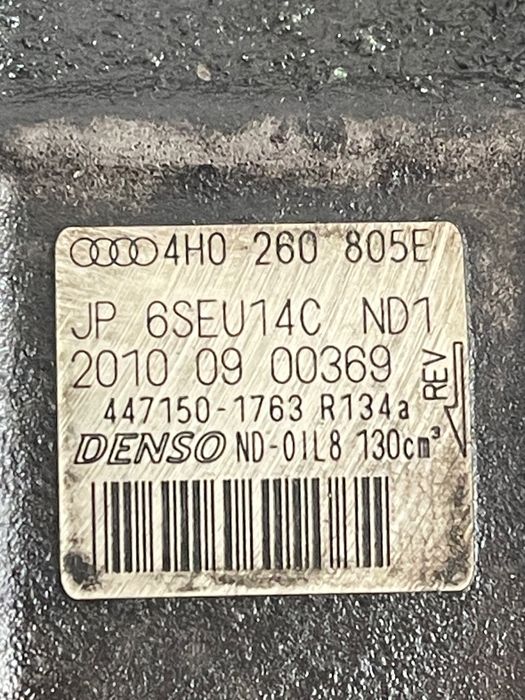 4H0 260 805E
JP 6SEU14C ND1
2010 09 00369
447150-1763 R134a
REV
DENSO ND-OIL8 130cm³